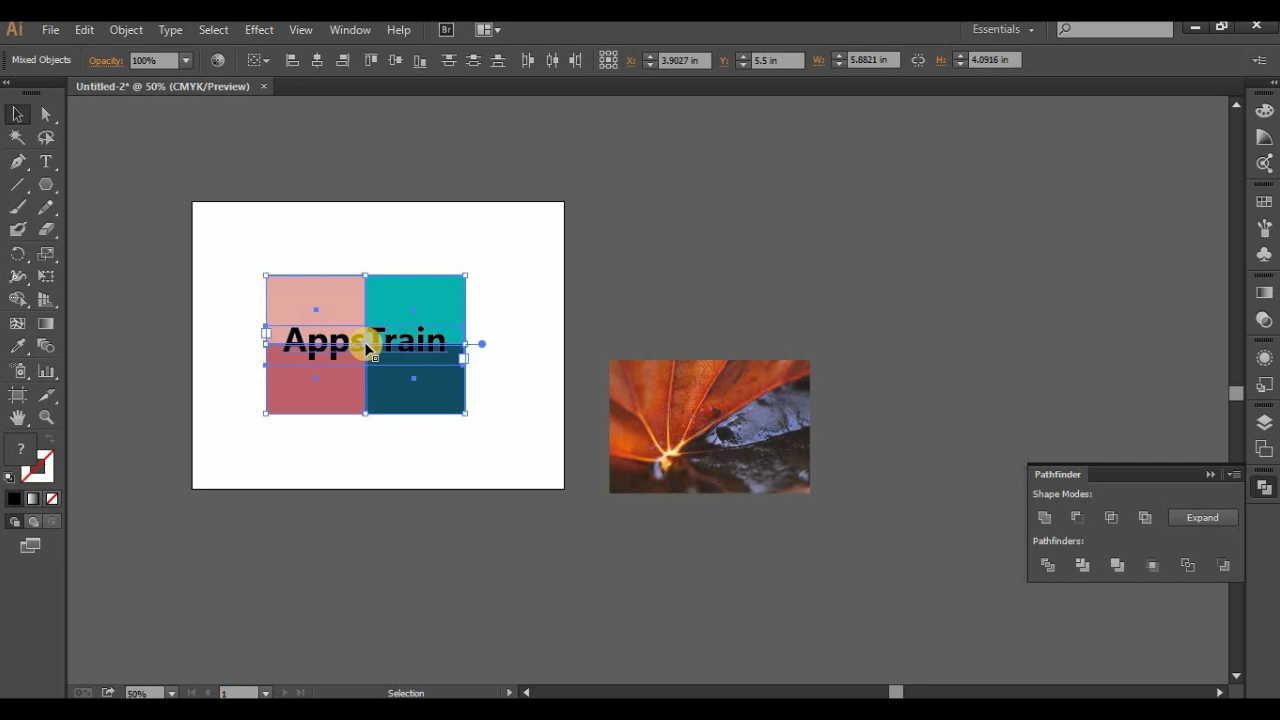 Ai File Edit Object Type Select Effect View Window Help Br Essentials
Mixed Objects Opacity: 100% X: 3.9027 in Y: 5.5 in W: 5.8821 in H: 4.0916 in
Untitled-2* @ 50% (CMYK/Preview) ×
T
AppsTrain
?
Pathfinder
Shape Modes:
Expand
Pathfinders:
50% 1 Selection